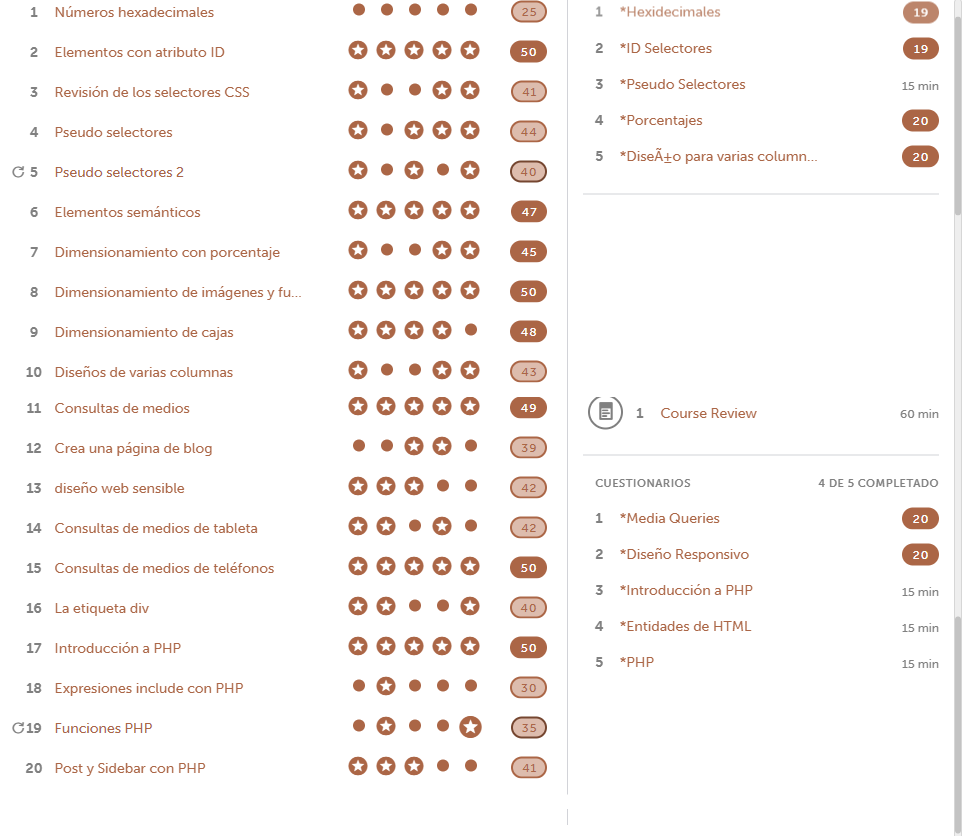 1 Números hexadecimales 25
2 Elementos con atributo ID 50
3 Revisión de los selectores CSS 41
4 Pseudo selectores 44
5 Pseudo selectores 2 40
6 Elementos semánticos 47
7 Dimensionamiento con porcentaje 45
8 Dimensionamiento de imágenes y fu... 50
9 Dimensionamiento de cajas 48
10 Diseños de varias columnas 43
11 Consultas de medios 49
12 Crea una página de blog 39
13 diseño web sensible 42
14 Consultas de medios de tableta 42
15 Consultas de medios de teléfonos 50
16 La etiqueta div 40
17 Introducción a PHP 50
18 Expresiones include con PHP 30
19 Funciones PHP 35
20 Post y Sidebar con PHP 41
1 *Hexidecimales 19
2 *ID Selectores 19
3 *Pseudo Selectores 15 min
4 *Porcentajes 20
5 *DiseÃ±o para varias column... 20
1 Course Review 60 min
CUESTIONARIOS 4 DE 5 COMPLETADO
1 *Media Queries 20
2 *Diseño Responsivo 20
3 *Introducción a PHP 15 min
4 *Entidades de HTML 15 min
5 *PHP 15 min